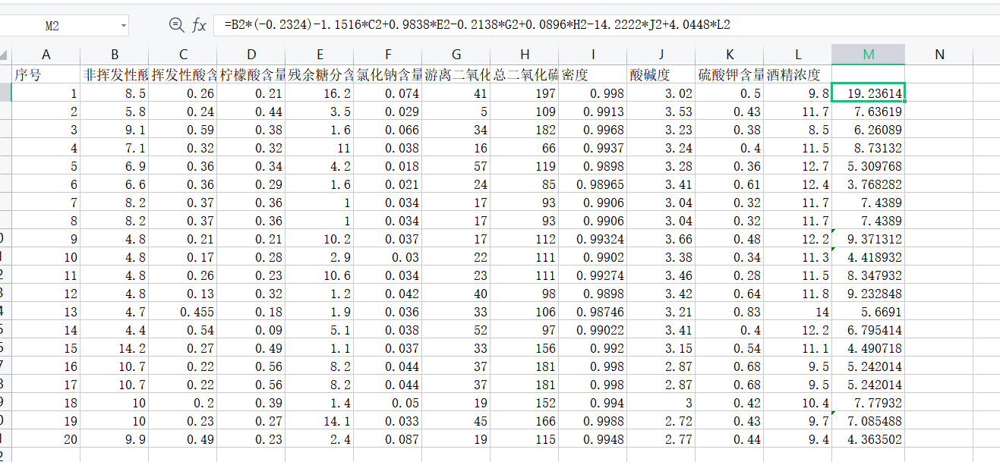 M2 fx =B2*(-0.2324)-1.1516*C2+0.9838*E2-0.2138*G2+0.0896*H2-14.2222*J2+4.0448*L2
A B C D E F G H I J K L M N
序号 非挥发性酸 挥发性酸含 柠檬酸含量 残余糖分含 氯化钠含量 游离二氧化 总二氧化硫 密度 酸碱度 硫酸钾含量 酒精浓度
1 8.5 0.26 0.21 16.2 0.074 41 197 0.998 3.02 0.5 9.8 19.23614
2 5.8 0.24 0.44 3.5 0.029 5 109 0.9913 3.53 0.43 11.7 7.63619
3 9.1 0.59 0.38 1.6 0.066 34 182 0.9968 3.23 0.38 8.5 6.26089
4 7.1 0.32 0.32 11 0.038 16 66 0.9937 3.24 0.4 11.5 8.73132
5 6.9 0.36 0.34 4.2 0.018 57 119 0.9898 3.28 0.36 12.7 5.309768
6 6.6 0.36 0.29 1.6 0.021 24 85 0.98965 3.41 0.61 12.4 3.768282
7 8.2 0.37 0.36 1 0.034 17 93 0.9906 3.04 0.32 11.7 7.4389
8 8.2 0.37 0.36 1 0.034 17 93 0.9906 3.04 0.32 11.7 7.4389
9 4.8 0.21 0.21 10.2 0.037 17 112 0.99324 3.66 0.48 12.2 9.371312
10 4.8 0.17 0.28 2.9 0.03 22 111 0.9902 3.38 0.34 11.3 4.418932
11 4.8 0.26 0.23 10.6 0.034 23 111 0.99274 3.46 0.28 11.5 8.347932
12 4.8 0.13 0.32 1.2 0.042 40 98 0.9898 3.42 0.64 11.8 9.232848
13 4.7 0.455 0.18 1.9 0.036 33 106 0.98746 3.21 0.83 14 5.6691
14 4.4 0.54 0.09 5.1 0.038 52 97 0.99022 3.41 0.4 12.2 6.795414
15 14.2 0.27 0.49 1.1 0.037 33 156 0.992 3.15 0.54 11.1 4.490718
16 10.7 0.22 0.56 8.2 0.044 37 181 0.998 2.87 0.68 9.5 5.242014
17 10.7 0.22 0.56 8.2 0.044 37 181 0.998 2.87 0.68 9.5 5.242014
18 10 0.2 0.39 1.4 0.05 19 152 0.994 3 0.42 10.4 7.77932
19 10 0.23 0.27 14.1 0.033 45 166 0.9988 2.72 0.43 9.7 7.085488
20 9.9 0.49 0.23 2.4 0.087 19 115 0.9948 2.77 0.44 9.4 4.363502